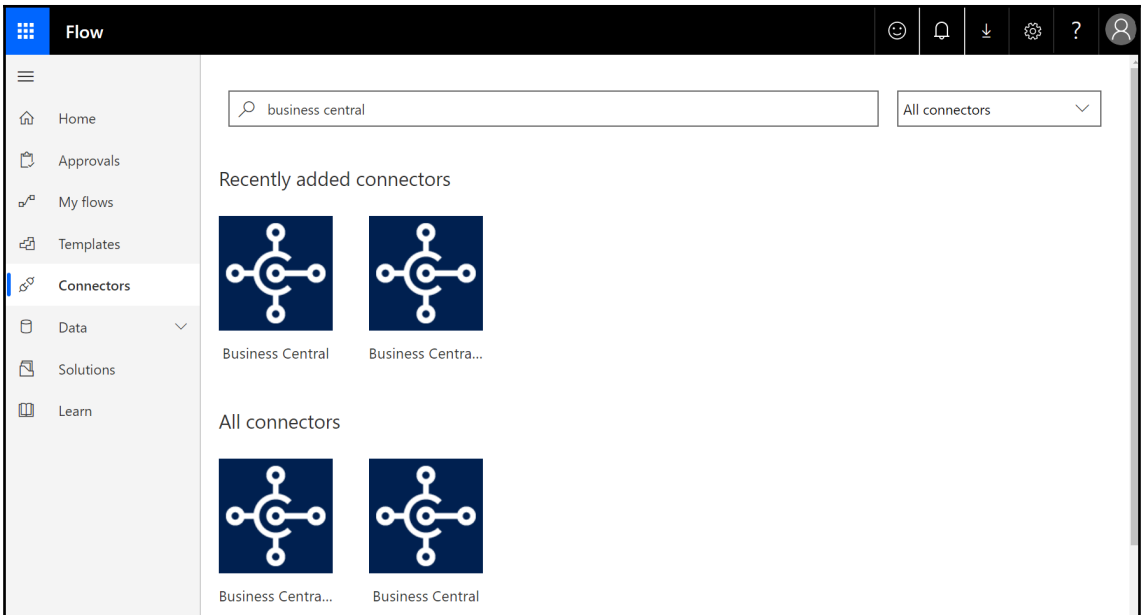 Flow
?
business central
All connectors
Home
Approvals
My flows
Templates
Connectors
Data
Solutions
Learn
Recently added connectors
Business Central
Business Centra...
All connectors
Business Centra...
Business Central